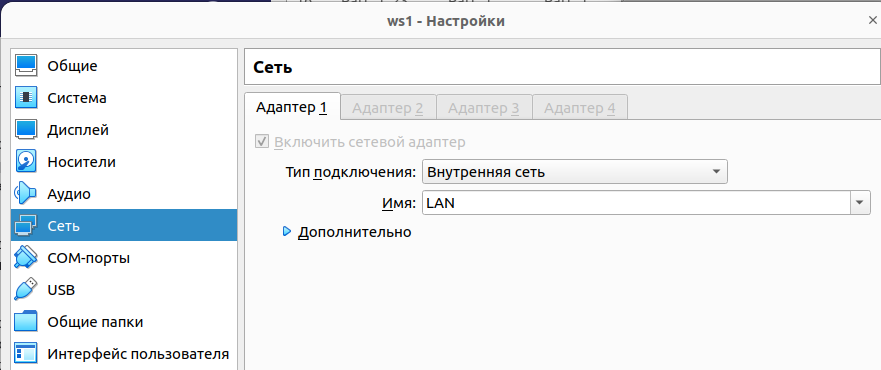 ws1 - Настройки
Общие
Система
Дисплей
Носители
Аудио
Сеть
COM-порты
USB
Общие папки
Интерфейс пользователя
Сеть
Адаптер 1 Адаптер 2 Адаптер 3 Адаптер 4
Включить сетевой адаптер
Тип подключения: Внутренняя сеть
Имя: LAN
Дополнительно